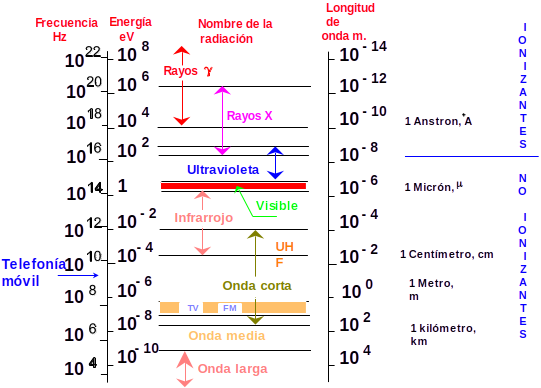 Frecuencia
Hz
Energía
eV
Nombre de la
radiación
Longitud
de
onda m.
10 22
10 20
10 18
10 16
10 14
10 12
10 10
10 8
10 6
10 4
10 8
10 6
10 4
10 2
1
10 - 2
10 - 4
10 - 6
10 - 8
10 - 10
Rayos γ
Rayos X
Ultravioleta
Visible
Infrarrojo
UH
F
Onda corta
TV
FM
Onda media
Onda larga
10 - 14
10 - 12
10 - 10
10 - 8
10 - 6
10 - 4
10 - 2
10 0
10 2
10 4
1 Anstron, Å
1 Micrón, µ
1 Centímetro, cm
1 Metro,
m
1 kilómetro,
km
IONIZANTES
NO IONIZANTES
Telefonía
móvil